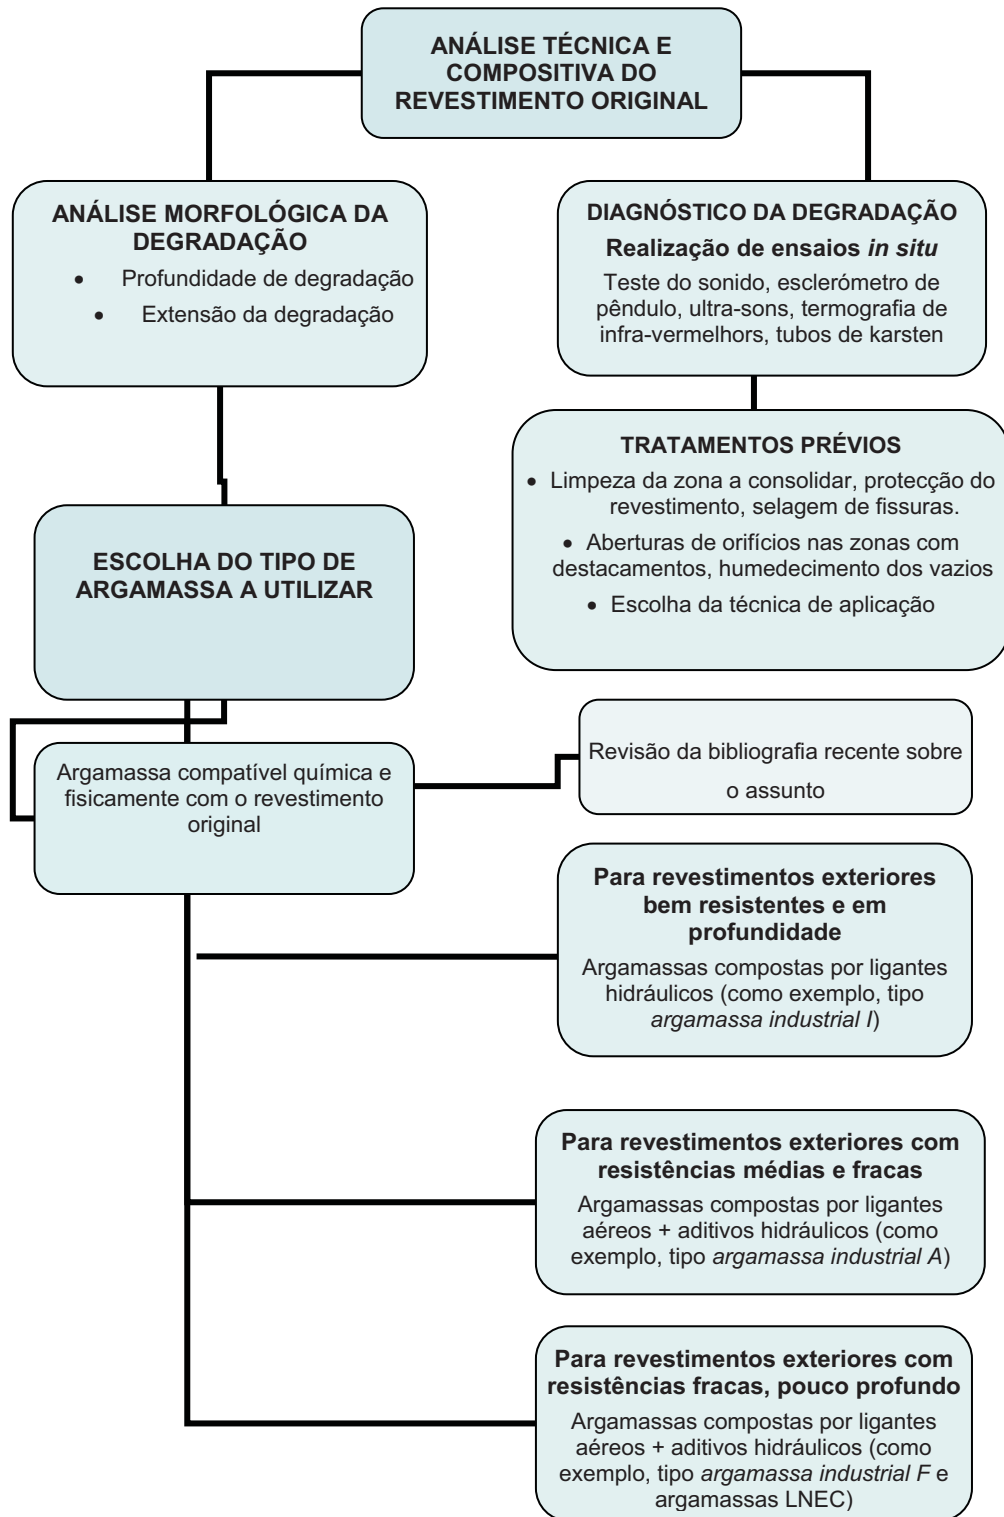 ANÁLISE TÉCNICA E
COMPOSITIVA DO
REVESTIMENTO ORIGINAL
ANÁLISE MORFOLÓGICA DA
DEGRADAÇÃO
• Profundidade de degradação
• Extensão da degradação
DIAGNÓSTICO DA DEGRADAÇÃO
Realização de ensaios in situ
Teste do sonido, esclerómetro de
pêndulo, ultra-sons, termografia de
infra-vermelhors, tubos de karsten
TRATAMENTOS PRÉVIOS
• Limpeza da zona a consolidar, protecção do
revestimento, selagem de fissuras.
• Aberturas de orifícios nas zonas com
destacamentos, humedecimento dos vazios
• Escolha da técnica de aplicação
ESCOLHA DO TIPO DE
ARGAMASSA A UTILIZAR
Argamassa compatível química e
fisicamente com o revestimento
original
Revisão da bibliografia recente sobre
o assunto
Para revestimentos exteriores
bem resistentes e em
profundidade
Argamassas compostas por ligantes
hidráulicos (como exemplo, tipo
argamassa industrial I)
Para revestimentos exteriores com
resistências médias e fracas
Argamassas compostas por ligantes
aéreos + aditivos hidráulicos (como
exemplo, tipo argamassa industrial A)
Para revestimentos exteriores com
resistências fracas, pouco profundo
Argamassas compostas por ligantes
aéreos + aditivos hidráulicos (como
exemplo, tipo argamassa industrial F e
argamassas LNEC)